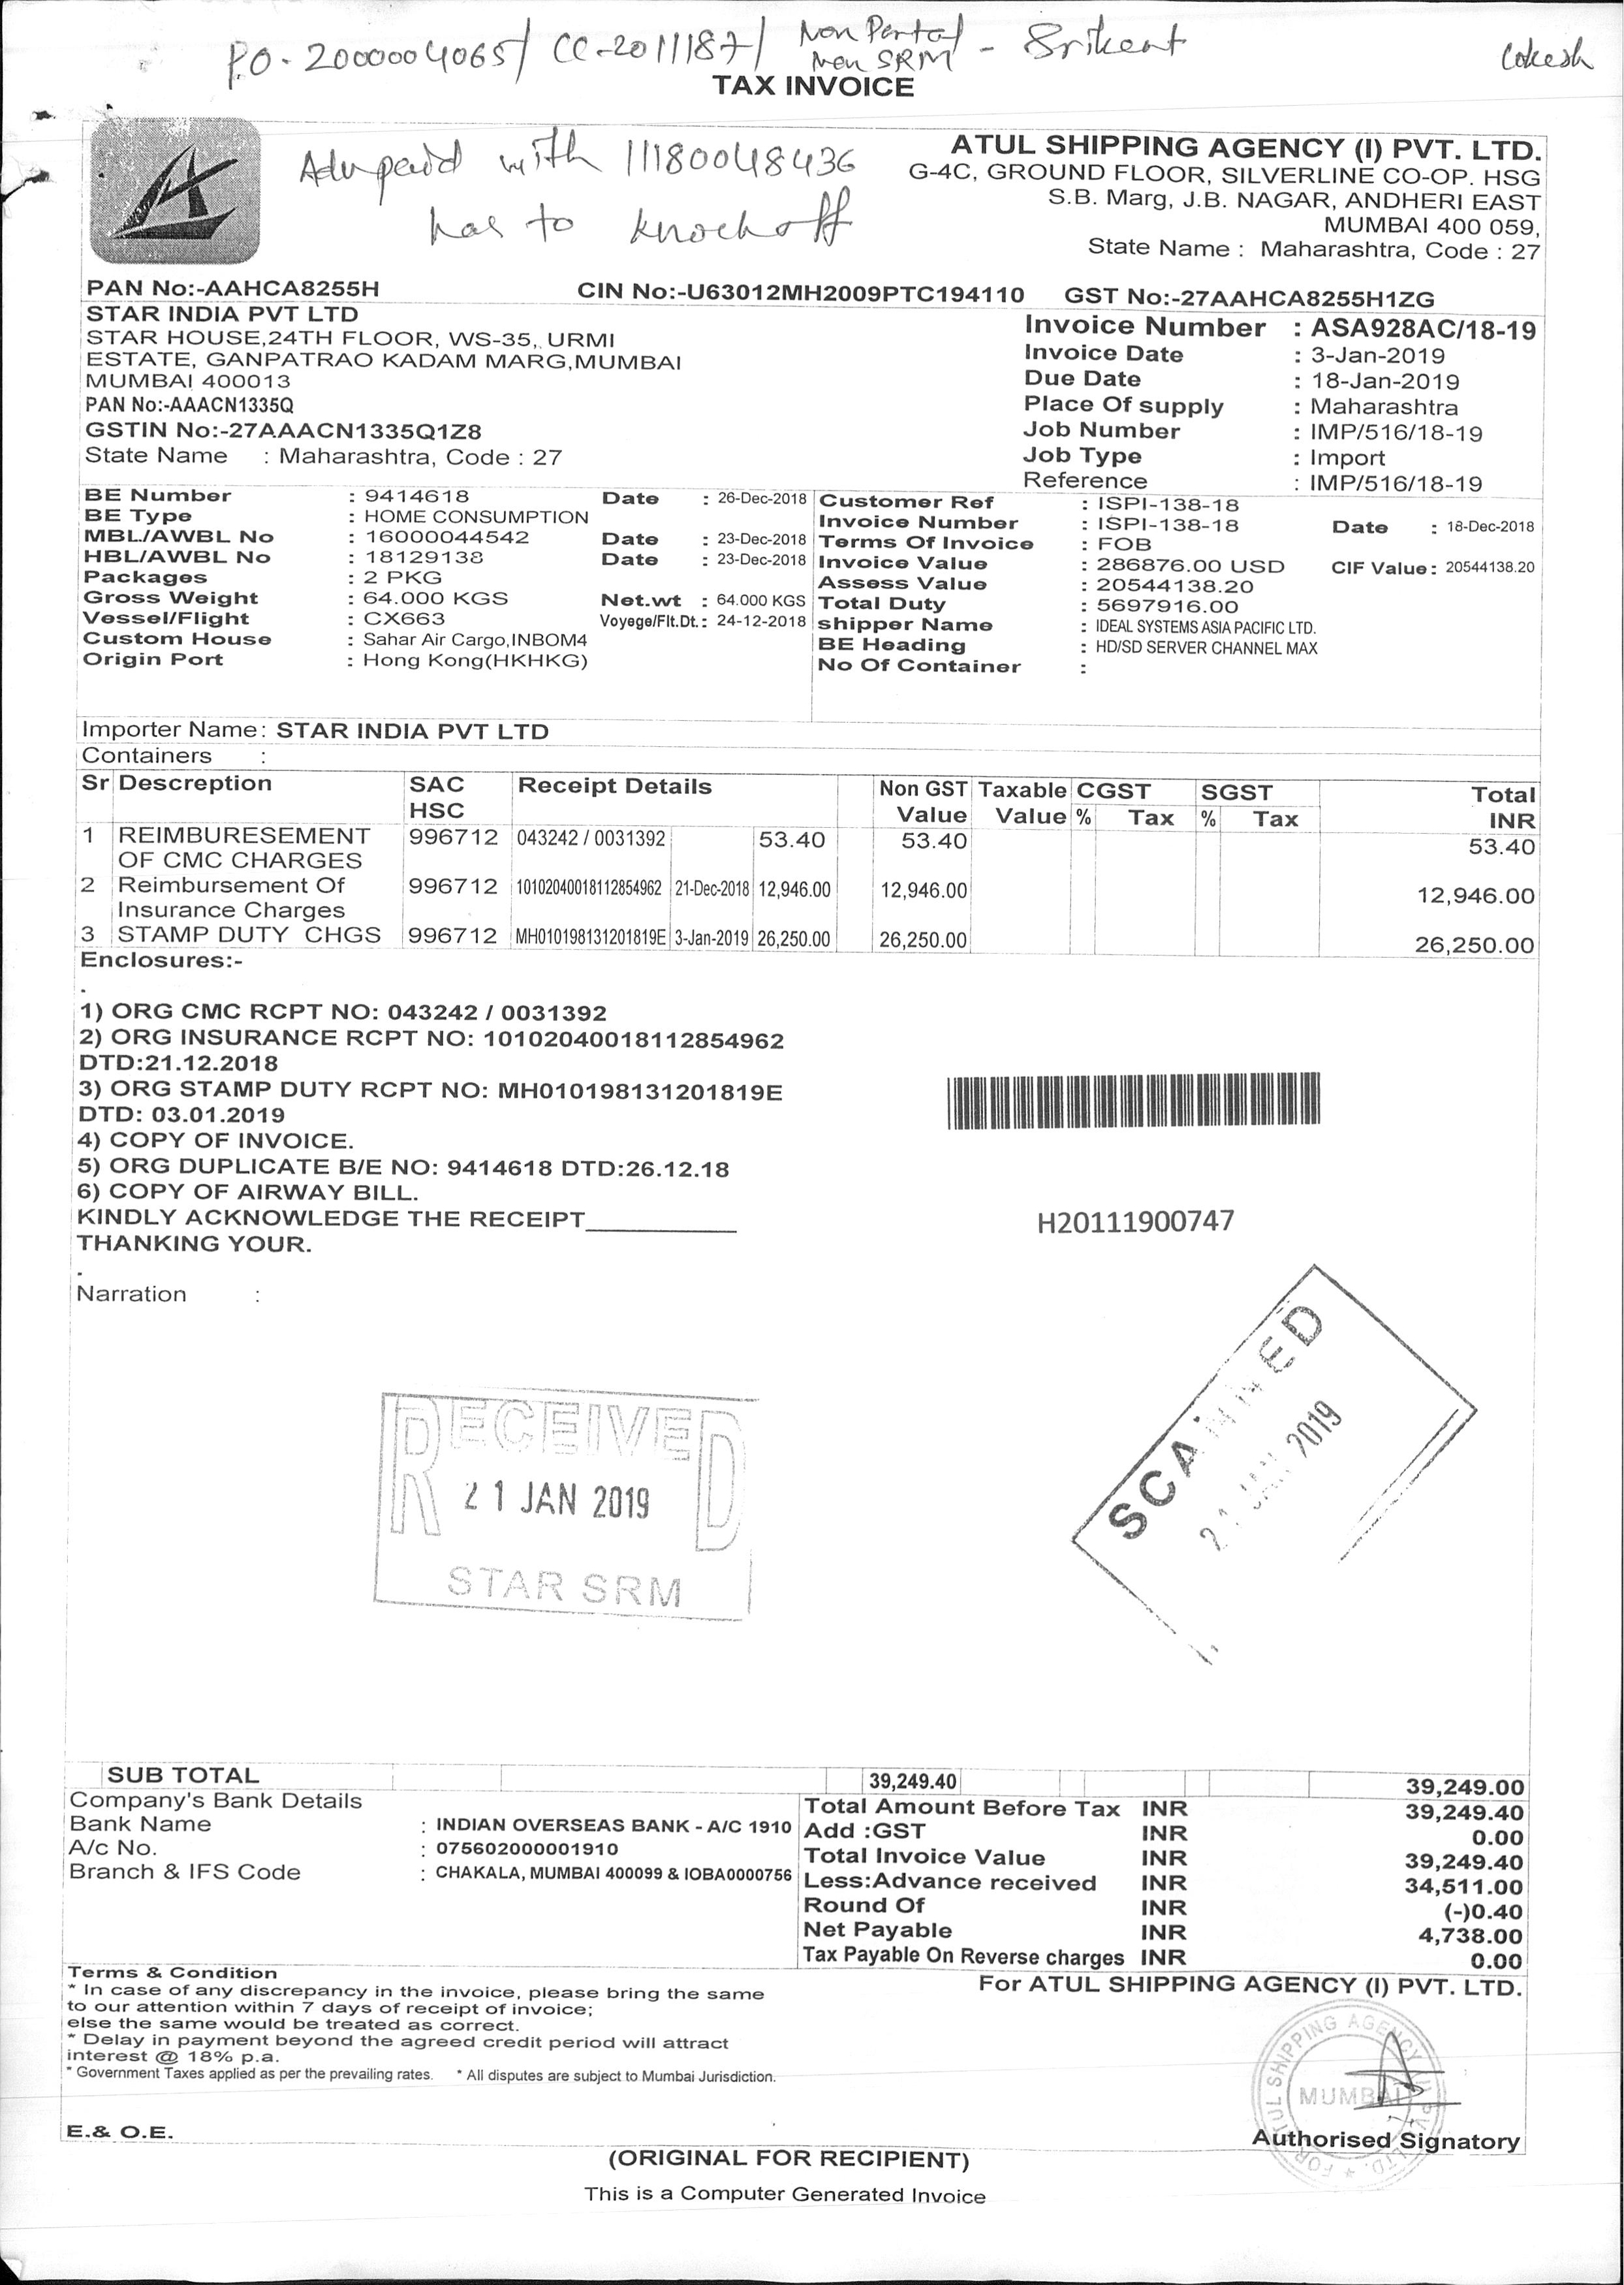 P.O. 2000004065/ CC-2011187/ Non Portal - Srikant
Non SRM
Lokesh
TAX INVOICE
Adv paid with 11180048436
has to knock off
ATUL SHIPPING AGENCY (I) PVT. LTD.
G-4C, GROUND FLOOR, SILVERLINE CO-OP. HSG
S.B. Marg, J.B. NAGAR, ANDHERI EAST
MUMBAI 400 059,
State Name : Maharashtra, Code : 27
PAN No:-AAHCA8255H CIN No:-U63012MH2009PTC194110 GST No:-27AAHCA8255H1ZG
STAR INDIA PVT LTD
STAR HOUSE,24TH FLOOR, WS-35, URMI
ESTATE, GANPATRAO KADAM MARG,MUMBAI
MUMBAI 400013
PAN No:-AAACN1335Q
GSTIN No:-27AAACN1335Q1Z8
State Name : Maharashtra, Code : 27
Invoice Number : ASA928AC/18-19
Invoice Date : 3-Jan-2019
Due Date : 18-Jan-2019
Place Of supply : Maharashtra
Job Number : IMP/516/18-19
Job Type : Import
Reference : IMP/516/18-19
BE Number : 9414618 Date : 26-Dec-2018
BE Type : HOME CONSUMPTION
MBL/AWBL No : 16000044542 Date : 23-Dec-2018
HBL/AWBL No : 18129138 Date : 23-Dec-2018
Packages : 2 PKG
Gross Weight : 64.000 KGS Net.wt : 64.000 KGS
Vessel/Flight : CX663 Voyege/Flt.Dt.: 24-12-2018
Custom House : Sahar Air Cargo,INBOM4
Origin Port : Hong Kong(HKHKG)
Customer Ref : ISPI-138-18
Invoice Number : ISPI-138-18 Date : 18-Dec-2018
Terms Of Invoice : FOB
Invoice Value : 286876.00 USD CIF Value: 20544138.20
Assess Value : 20544138.20
Total Duty : 5697916.00
shipper Name : IDEAL SYSTEMS ASIA PACIFIC LTD.
BE Heading : HD/SD SERVER CHANNEL MAX
No Of Container :
Importer Name: STAR INDIA PVT LTD
Containers :
Sr Descreption SAC Receipt Details Non GST Taxable CGST SGST Total
HSC Value Value % Tax % Tax INR
1 REIMBURESEMENT 996712 043242 / 0031392 53.40 53.40 53.40
OF CMC CHARGES
2 Reimbursement Of 996712 10102040018112854962 21-Dec-2018 12,946.00 12,946.00 12,946.00
Insurance Charges
3 STAMP DUTY CHGS 996712 MH010198131201819E 3-Jan-2019 26,250.00 26,250.00 26,250.00
Enclosures:-
.
1) ORG CMC RCPT NO: 043242 / 0031392
2) ORG INSURANCE RCPT NO: 10102040018112854962
DTD:21.12.2018
3) ORG STAMP DUTY RCPT NO: MH010198131201819E
DTD: 03.01.2019
4) COPY OF INVOICE.
5) ORG DUPLICATE B/E NO: 9414618 DTD:26.12.18
6) COPY OF AIRWAY BILL.
KINDLY ACKNOWLEDGE THE RECEIPT____________
THANKING YOUR.
.
H20111900747
Narration :
RECEIVED
21 JAN 2019
STAR SRM
SCANNED
21 JAN 2019
SUB TOTAL 39,249.40 39,249.00
Company's Bank Details
Bank Name : INDIAN OVERSEAS BANK - A/C 1910
A/c No. : 075602000001910
Branch & IFS Code : CHAKALA, MUMBAI 400099 & IOBA0000756
Total Amount Before Tax INR 39,249.40
Add :GST INR 0.00
Total Invoice Value INR 39,249.40
Less:Advance received INR 34,511.00
Round Of INR (-)0.40
Net Payable INR 4,738.00
Tax Payable On Reverse charges INR 0.00
Terms & Condition
* In case of any discrepancy in the invoice, please bring the same
to our attention within 7 days of receipt of invoice;
else the same would be treated as correct.
* Delay in payment beyond the agreed credit period will attract
interest @ 18% p.a.
* Government Taxes applied as per the prevailing rates. * All disputes are subject to Mumbai Jurisdiction.
For ATUL SHIPPING AGENCY (I) PVT. LTD.
FOR ATUL SHIPPING AGENCY (I) PVT. LTD. *
MUMBAI
E.& O.E.
Authorised Signatory
(ORIGINAL FOR RECIPIENT)
This is a Computer Generated Invoice